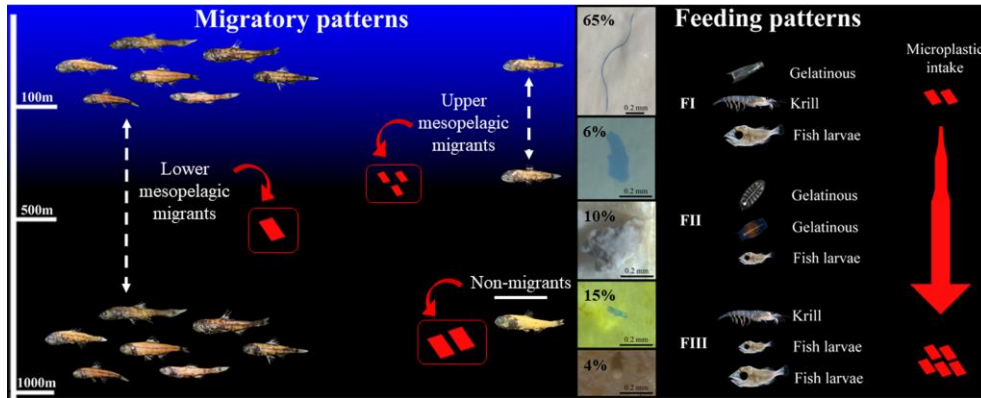 Migratory patterns
100m
500m
1000m
Lower
mesopelagic
migrants
Upper
mesopelagic
migrants
Non-migrants
65%
0.2 mm
6%
0.2 mm
10%
0.2 mm
15%
0.2 mm
4%
0.2 mm
Feeding patterns
Microplastic
intake
FI
Gelatinous
Krill
Fish larvae
FII
Gelatinous
Gelatinous
Fish larvae
FIII
Krill
Fish larvae
Fish larvae